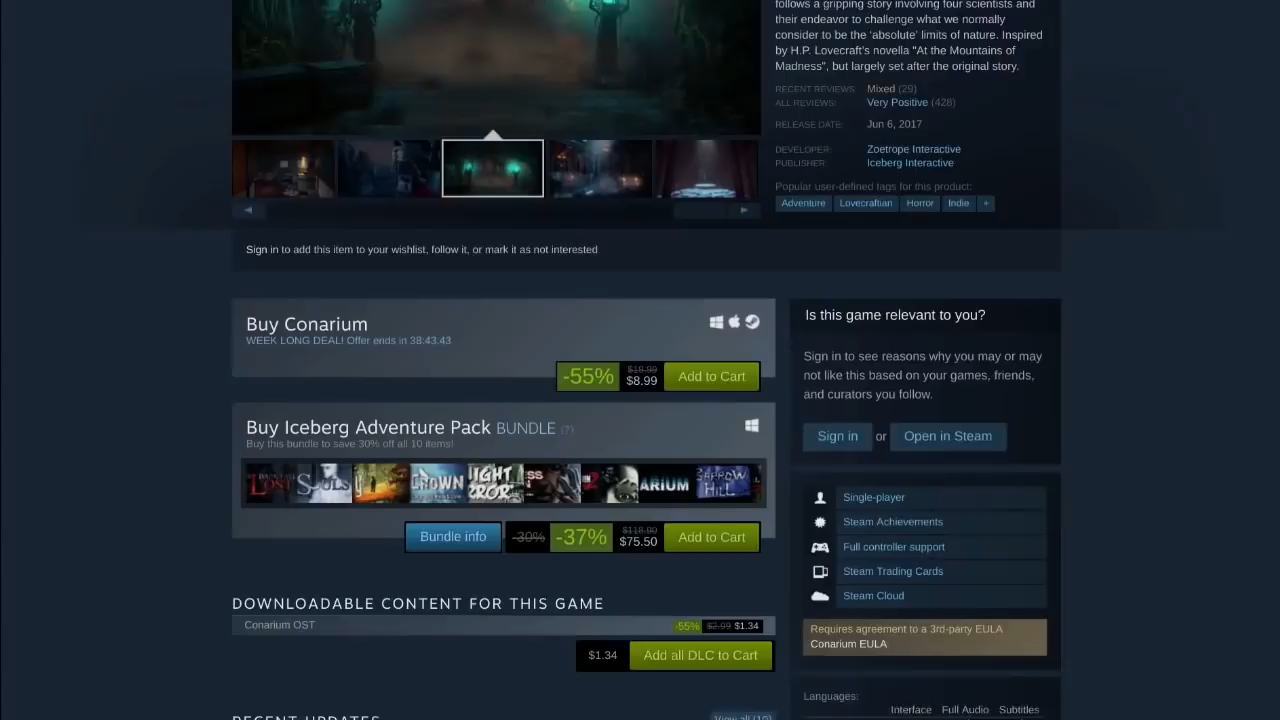 follows a gripping story involving four scientists and
their endeavor to challenge what we normally
consider to be the ‘absolute’ limits of nature. Inspired
by H.P. Lovecraft's novella "At the Mountains of
Madness", but largely set after the original story.
RECENT REVIEWS: Mixed (29)
ALL REVIEWS: Very Positive (428)
RELEASE DATE: Jun 6, 2017
DEVELOPER: Zoetrope Interactive
PUBLISHER: Iceberg Interactive
Popular user-defined tags for this product:
Adventure Lovecraftian Horror Indie +
Sign in to add this item to your wishlist, follow it, or mark it as not interested
Buy Conarium
WEEK LONG DEAL! Offer ends in 38:43:43
-55% $19.99 $8.99 Add to Cart
Buy Iceberg Adventure Pack BUNDLE (?)
Buy this bundle to save 30% off all 10 items!
LOST SOULS CROWN ARIUM HILL
Bundle info -30% -37% $118.90 $75.50 Add to Cart
DOWNLOADABLE CONTENT FOR THIS GAME
Conarium OST -55% $2.99 $1.34
$1.34 Add all DLC to Cart
RECENT UPDATES View all (10)
Is this game relevant to you?
Sign in to see reasons why you may or may
not like this based on your games, friends,
and curators you follow.
Sign in or Open in Steam
Single-player
Steam Achievements
Full controller support
Steam Trading Cards
Steam Cloud
Requires agreement to a 3rd-party EULA
Conarium EULA
Languages:
Interface Full Audio Subtitles